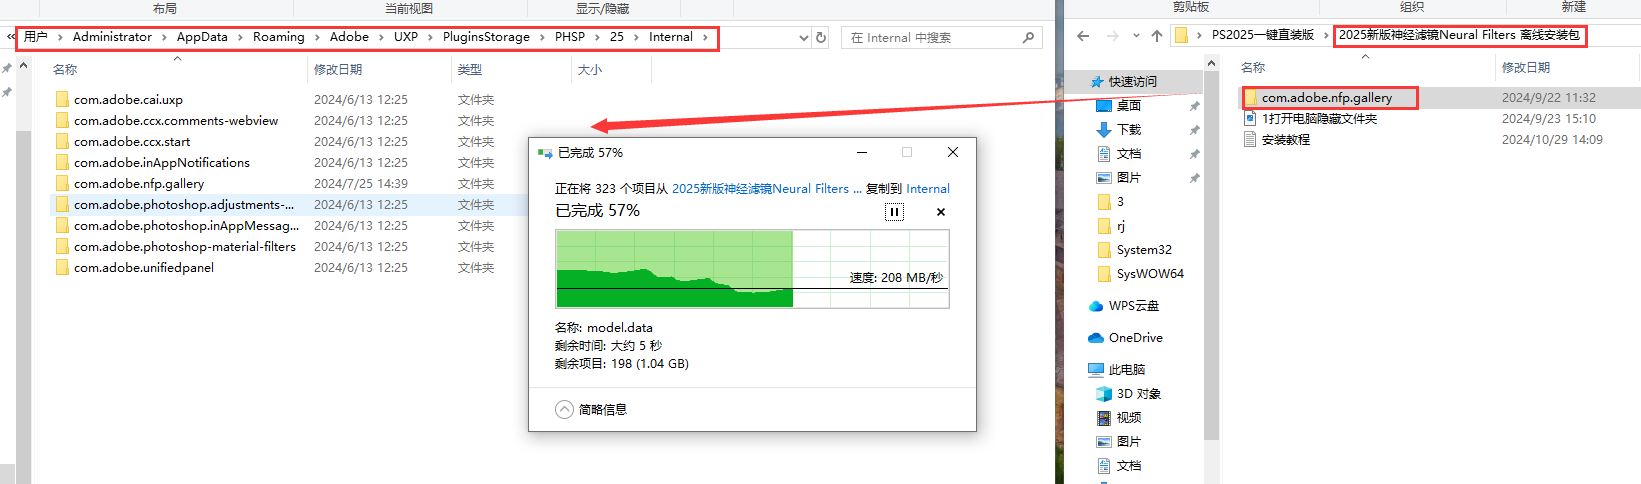 布局
当前视图
显示/隐藏
« 用户 › Administrator › AppData › Roaming › Adobe › UXP › PluginsStorage › PHSP › 25 › Internal ›
在 Internal 中搜索
名称
修改日期
类型
大小
com.adobe.cai.uxp 2024/6/13 12:25 文件夹
com.adobe.ccx.comments-webview 2024/6/13 12:25 文件夹
com.adobe.ccx.start 2024/6/13 12:25 文件夹
com.adobe.inAppNotifications 2024/6/13 12:25 文件夹
com.adobe.nfp.gallery 2024/7/25 14:39 文件夹
com.adobe.photoshop.adjustments-... 2024/6/13 12:25 文件夹
com.adobe.photoshop.inAppMessag... 2024/6/13 12:25 文件夹
com.adobe.photoshop-material-filters 2024/6/13 12:25 文件夹
com.adobe.unifiedpanel 2024/6/13 12:25 文件夹
已完成 57%
正在将 323 个项目从 2025新版神经滤镜Neural Filters ... 复制到 Internal
已完成 57%
速度: 208 MB/秒
名称: model.data
剩余时间: 大约 5 秒
剩余项目: 198 (1.04 GB)
简略信息
剪贴板
组织
新建
PS2025一键直装版 › 2025新版神经滤镜Neural Filters 离线安装包
快速访问
桌面
下载
文档
图片
3
rj
System32
SysWOW64
WPS云盘
OneDrive
此电脑
3D 对象
视频
图片
文档
名称
修改日期
com.adobe.nfp.gallery 2024/9/22 11:32
1打开电脑隐藏文件夹 2024/9/23 15:10
安装教程 2024/10/29 14:09